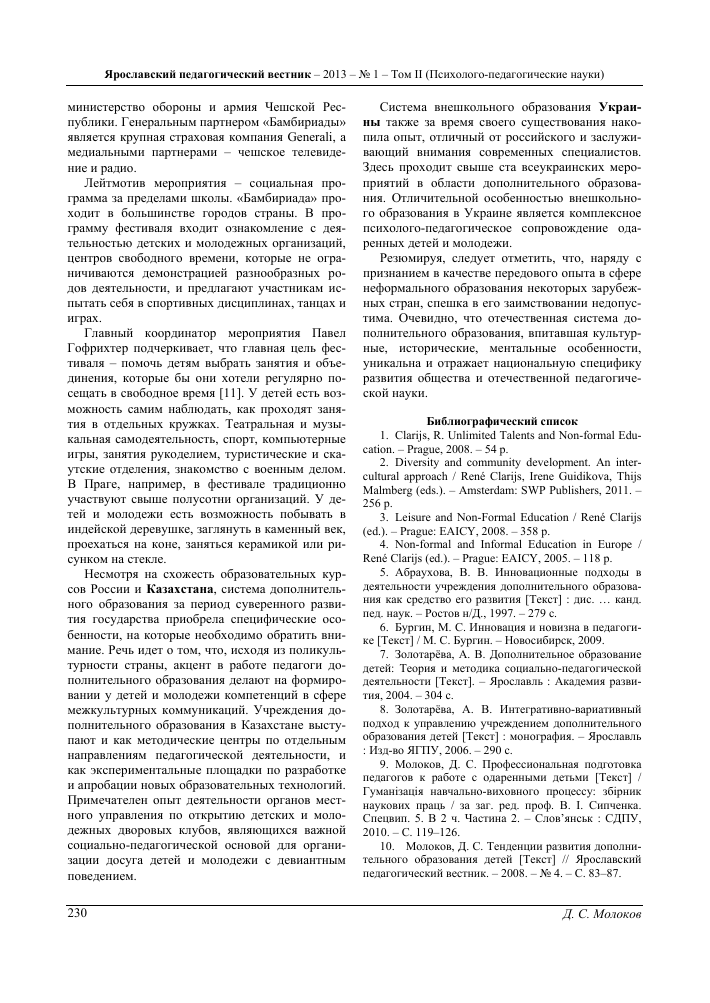 Ярославский педагогический вестник – 2013 – № 1 – Том II (Психолого-педагогические науки)
министерство обороны и армия Чешской Рес-
публики. Генеральным партнером «Бамбириады»
является крупная страховая компания Generali, а
медиальными партнерами – чешское телевиде-
ние и радио.
Лейтмотив мероприятия – социальная про-
грамма за пределами школы. «Бамбириада» про-
ходит в большинстве городов страны. В про-
грамму фестиваля входит ознакомление с дея-
тельностью детских и молодежных организаций,
центров свободного времени, которые не огра-
ничиваются демонстрацией разнообразных ро-
дов деятельности, и предлагают участникам ис-
пытать себя в спортивных дисциплинах, танцах и
играх.
Главный координатор мероприятия Павел
Гофрихтер подчеркивает, что главная цель фес-
тиваля – помочь детям выбрать занятия и объе-
динения, которые бы они хотели регулярно по-
сещать в свободное время [11]. У детей есть воз-
можность самим наблюдать, как проходят заня-
тия в отдельных кружках. Театральная и музы-
кальная самодеятельность, спорт, компьютерные
игры, занятия рукоделием, туристические и ска-
утские отделения, знакомство с военным делом.
В Праге, например, в фестивале традиционно
участвуют свыше полусотни организаций. У де-
тей и молодежи есть возможность побывать в
индейской деревушке, заглянуть в каменный век,
проехаться на коне, заняться керамикой или ри-
сунком на стекле.
Несмотря на схожесть образовательных кур-
сов России и Казахстана, система дополнитель-
ного образования за период суверенного разви-
тия государства приобрела специфические осо-
бенности, на которые необходимо обратить вни-
мание. Речь идет о том, что, исходя из поликуль-
турности страны, акцент в работе педагоги до-
полнительного образования делают на формиро-
вании у детей и молодежи компетенций в сфере
межкультурных коммуникаций. Учреждения до-
полнительного образования в Казахстане высту-
пают и как методические центры по отдельным
направлениям педагогической деятельности, и
как экспериментальные площадки по разработке
и апробации новых образовательных технологий.
Примечателен опыт деятельности органов мест-
ного управления по открытию детских и моло-
дежных дворовых клубов, являющихся важной
социально-педагогической основой для органи-
зации досуга детей и молодежи с девиантным
поведением.
Система внешкольного образования Украи-
ны также за время своего существования нако-
пила опыт, отличный от российского и заслужи-
вающий внимания современных специалистов.
Здесь проходит свыше ста всеукраинских меро-
приятий в области дополнительного образова-
ния. Отличительной особенностью внешкольно-
го образования в Украине является комплексное
психолого-педагогическое сопровождение ода-
ренных детей и молодежи.
Резюмируя, следует отметить, что, наряду с
признанием в качестве передового опыта в сфере
неформального образования некоторых зарубеж-
ных стран, спешка в его заимствовании недопус-
тима. Очевидно, что отечественная система до-
полнительного образования, впитавшая культур-
ные, исторические, ментальные особенности,
уникальна и отражает национальную специфику
развития общества и отечественной педагогиче-
ской науки.
Библиографический список
1. Clarijs, R. Unlimited Talents and Non-formal Edu-
cation. – Prague, 2008. – 54 p.
2. Diversity and community development. An inter-
cultural approach / René Clarijs, Irene Guidikova, Thijs
Malmberg (eds.). – Amsterdam: SWP Publishers, 2011. –
256 p.
3. Leisure and Non-Formal Education / René Clarijs
(ed.). – Prague: EAICY, 2008. – 358 p.
4. Non-formal and Informal Education in Europe /
René Clarijs (ed.). – Prague: EAICY, 2005. – 118 p.
5. Абраухова, В. В. Инновационные подходы в
деятельности учреждения дополнительного образова-
ния как средство его развития [Текст] : дис. … канд.
пед. наук. – Ростов н/Д., 1997. – 279 с.
6. Бургин, М. С. Инновация и новизна в педагоги-
ке [Текст] / М. С. Бургин. – Новосибирск, 2009.
7. Золотарёва, А. В. Дополнительное образование
детей: Теория и методика социально-педагогической
деятельности [Текст]. – Ярославль : Академия разви-
тия, 2004. – 304 с.
8. Золотарёва, А. В. Интегративно-вариативный
подход к управлению учреждением дополнительного
образования детей [Текст] : монография. – Ярославль
: Изд-во ЯГПУ, 2006. – 290 с.
9. Молоков, Д. С. Профессиональная подготовка
педагогов к работе с одаренными детьми [Текст] /
Гуманізація навчально-виховного процессу: збірник
наукових праць / за заг. ред. проф. В. І. Сипченка.
Спецвип. 5. В 2 ч. Частина 2. – Слов’янськ : СДПУ,
2010. – С. 119–126.
10. Молоков, Д. С. Тенденции развития дополни-
тельного образования детей [Текст] // Ярославский
педагогический вестник. – 2008. – № 4. – С. 83–87.
230
Д. С. Молоков